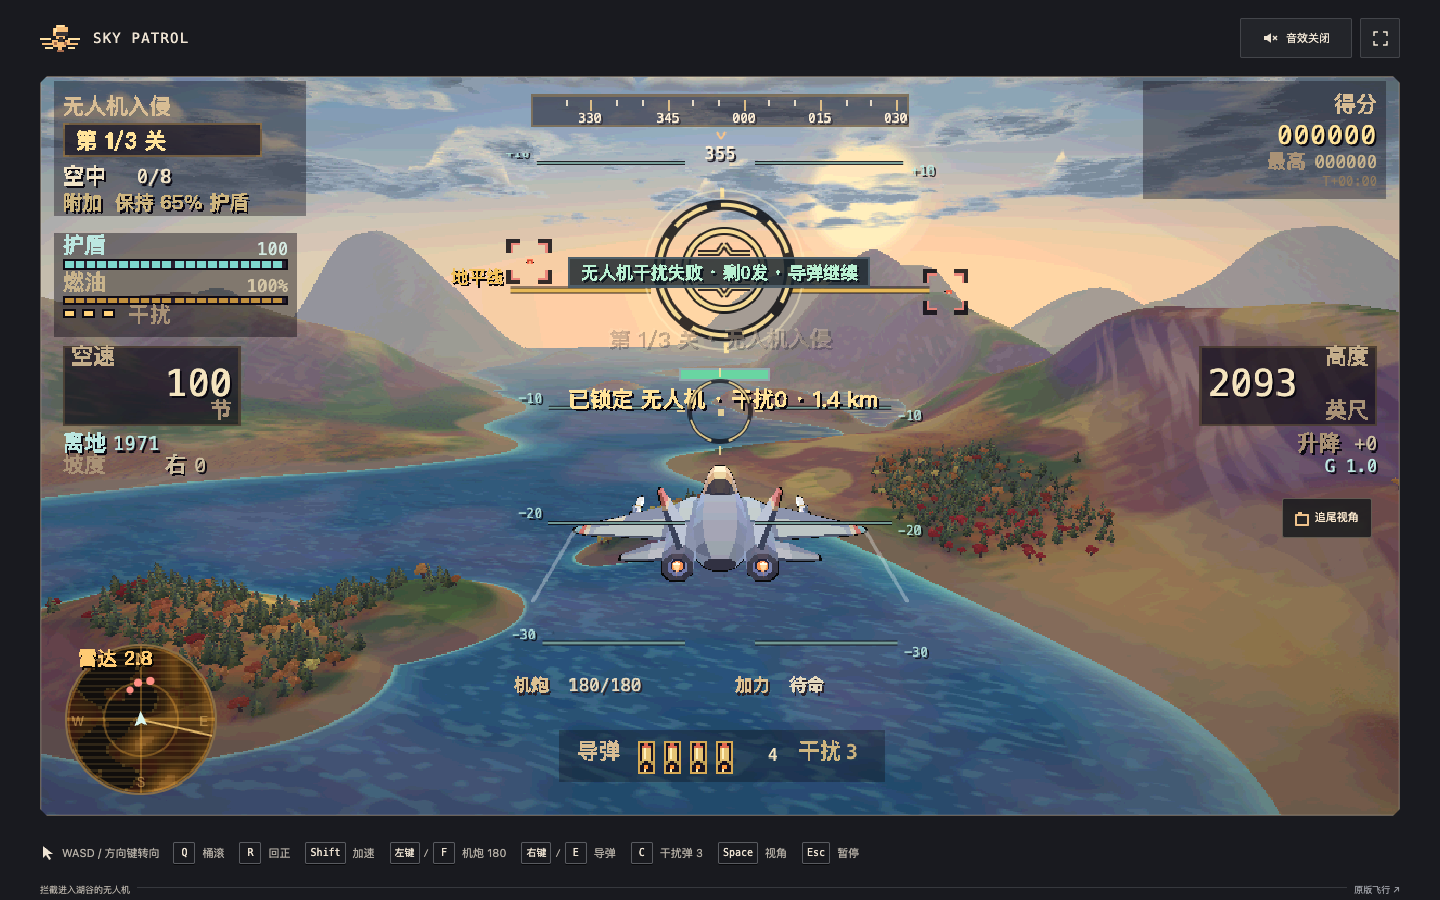 SKY PATROL
音效关闭
无人机入侵
第 1/3 关
空中 0/8
附加 保持 65% 护盾
护盾 100
燃油 100%
干扰
空速
100
节
离地 1971
坡度 右 0
330 345 000 015 030
355
+10 +10
得分
000000
最高 000000
T+00:00
地平线
无人机干扰失败 · 剩0发 · 导弹继续
第 1/3 关 · 无人机入侵
已锁定 无人机 · 干扰0 · 1.4 km
-10 -10
-20 -20
-30 -30
高度
2093
英尺
升降 +0
G 1.0
追尾视角
雷达 2.8
N
W E
S
机炮 180/180 加力 待命
导弹 4 干扰 3
WASD / 方向键转向 Q 桶滚 R 回正 Shift 加速 左键 / F 机炮 180 右键 / E 导弹 C 干扰弹 3 Space 视角 Esc 暂停
拦截进入湖谷的无人机
原版飞行 ↗